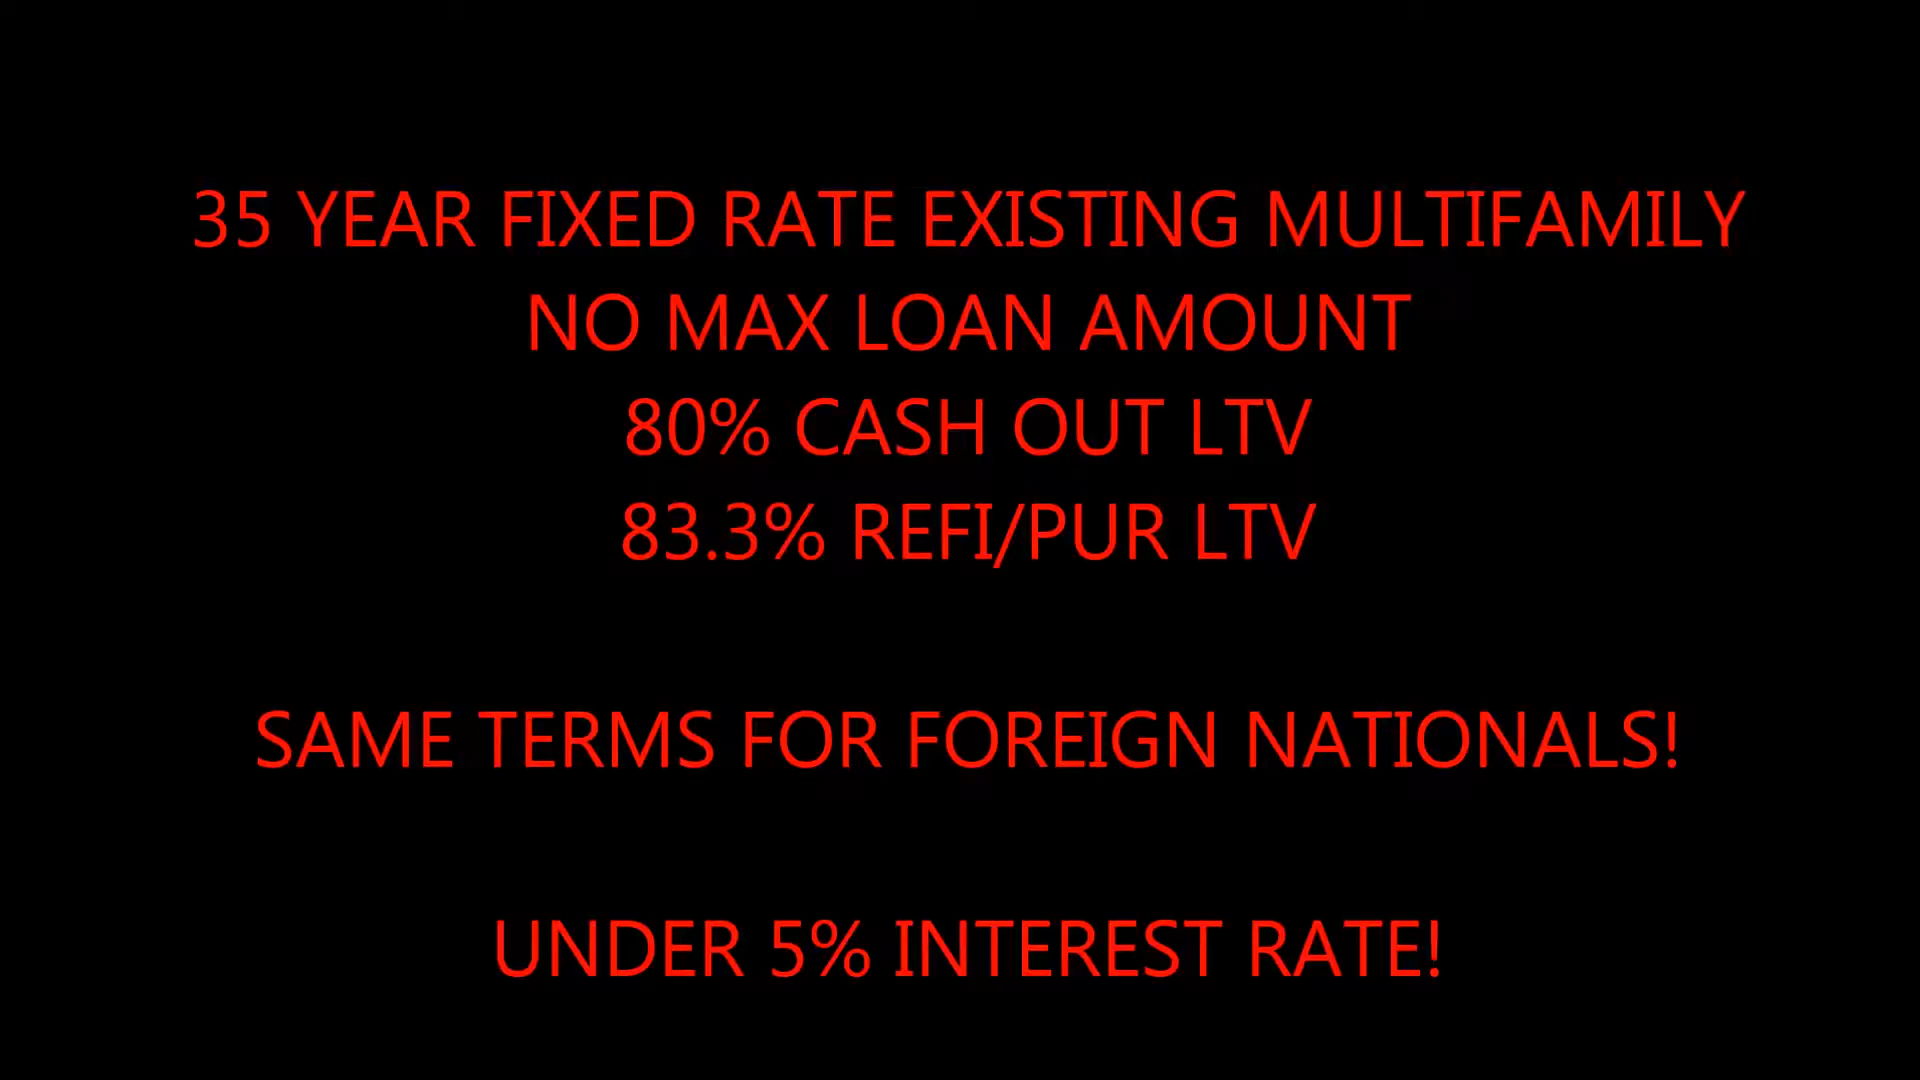 35 YEAR FIXED RATE EXISTING MULTIFAMILY
NO MAX LOAN AMOUNT
80% CASH OUT LTV
83.3% REFI/PUR LTV
SAME TERMS FOR FOREIGN NATIONALS!
UNDER 5% INTEREST RATE!